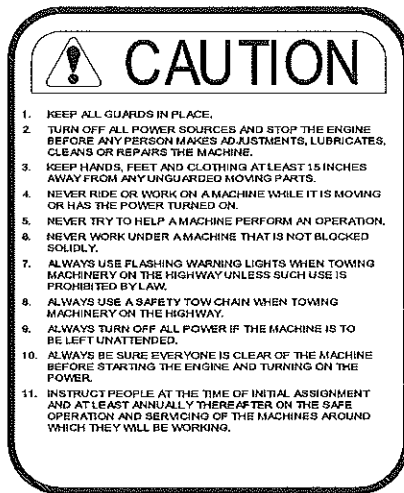 CAUTION
1. KEEP ALL GUARDS IN PLACE.
2. TURN OFF ALL POWER SOURCES AND STOP THE ENGINE
BEFORE ANY PERSON MAKES ADJUSTMENTS, LUBRICATES,
CLEANS OR REPAIRS THE MACHINE.
3. KEEP HANDS, FEET AND CLOTHING AT LEAST 15 INCHES
AWAY FROM ANY UNGUARDED MOVING PARTS.
4. NEVER RIDE OR WORK ON A MACHINE WHILE IT IS MOVING
OR HAS THE POWER TURNED ON.
5. NEVER TRY TO HELP A MACHINE PERFORM AN OPERATION.
6. NEVER WORK UNDER A MACHINE THAT IS NOT BLOCKED
SOLIDLY.
7. ALWAYS USE FLASHING WARNING LIGHTS WHEN TOWING
MACHINERY ON THE HIGHWAY UNLESS SUCH USE IS
PROHIBITED BY LAW.
8. ALWAYS USE A SAFETY TOW CHAIN WHEN TOWING
MACHINERY ON THE HIGHWAY.
9. ALWAYS TURN OFF ALL POWER IF THE MACHINE IS TO
BE LEFT UNATTENDED.
10. ALWAYS BE SURE EVERYONE IS CLEAR OF THE MACHINE
BEFORE STARTING THE ENGINE AND TURNING ON THE
POWER.
11. INSTRUCT PEOPLE AT THE TIME OF INITIAL ASSIGNMENT
AND AT LEAST ANNUALLY THEREAFTER ON THE SAFE
OPERATION AND SERVICING OF THE MACHINES AROUND
WHICH THEY WILL BE WORKING.